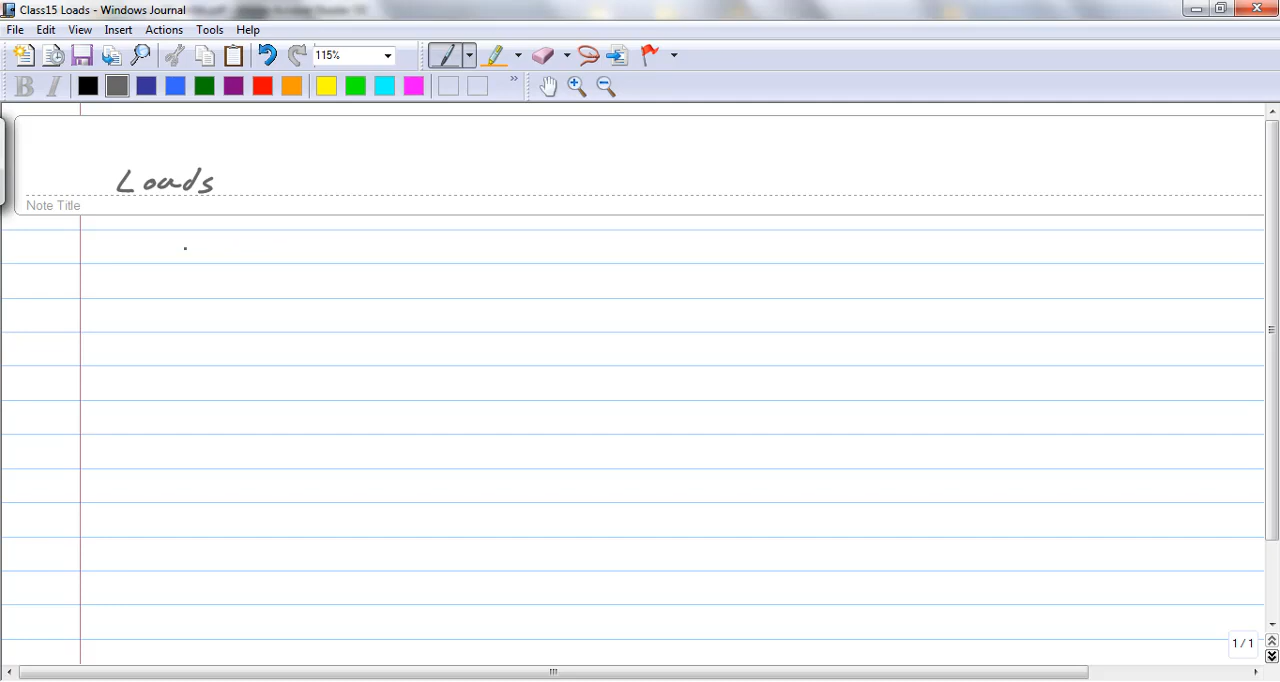 Class15 Loads - Windows Journal
File Edit View Insert Actions Tools Help
115%
B I
Loads
Note Title
1 / 1